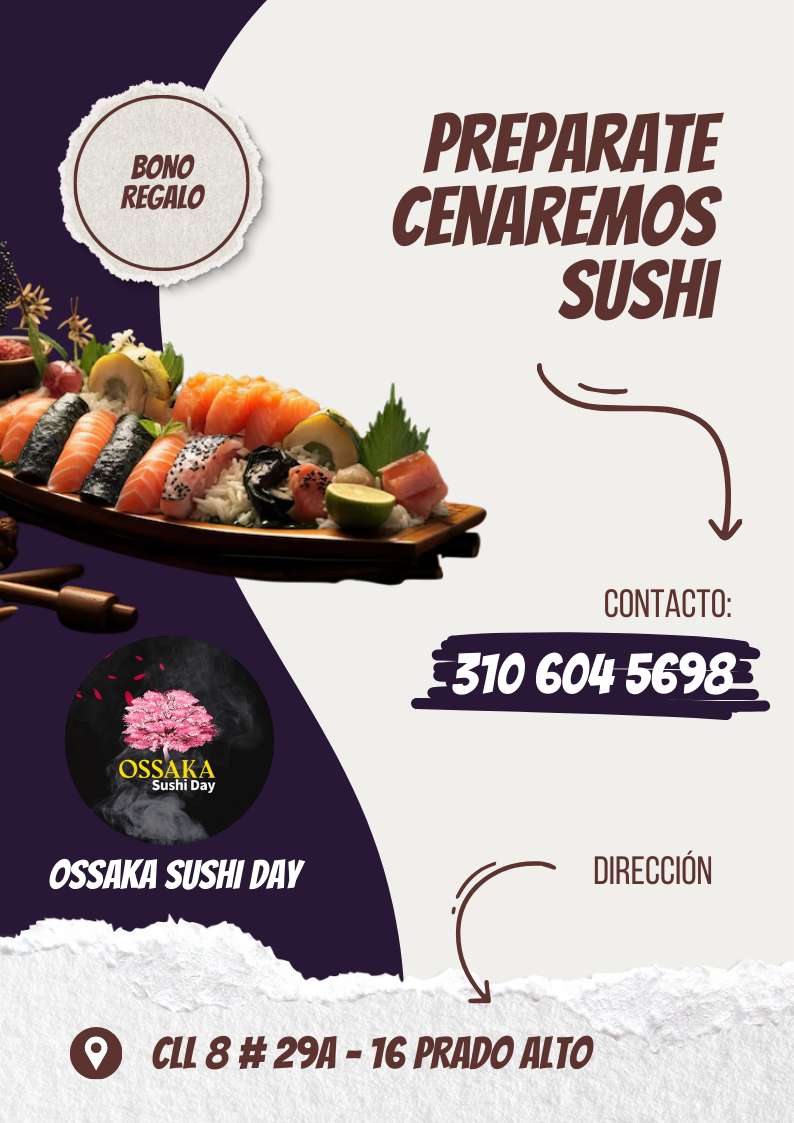 BONO
REGALO
PREPARATE
CENAREMOS
SUSHI
CONTACTO:
310 604 5698
OSSAKA
Sushi Day
OSSAKA SUSHI DAY
DIRECCIÓN
CLL 8 # 29A - 16 PRADO ALTO